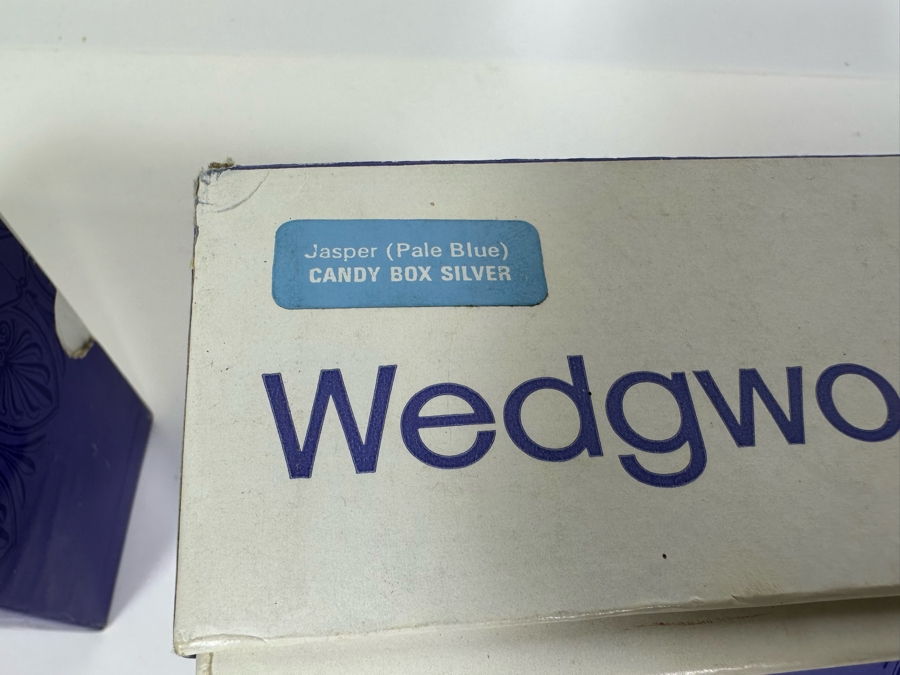 Jasper (Pale Blue)
CANDY BOX SILVER
Wedgwo